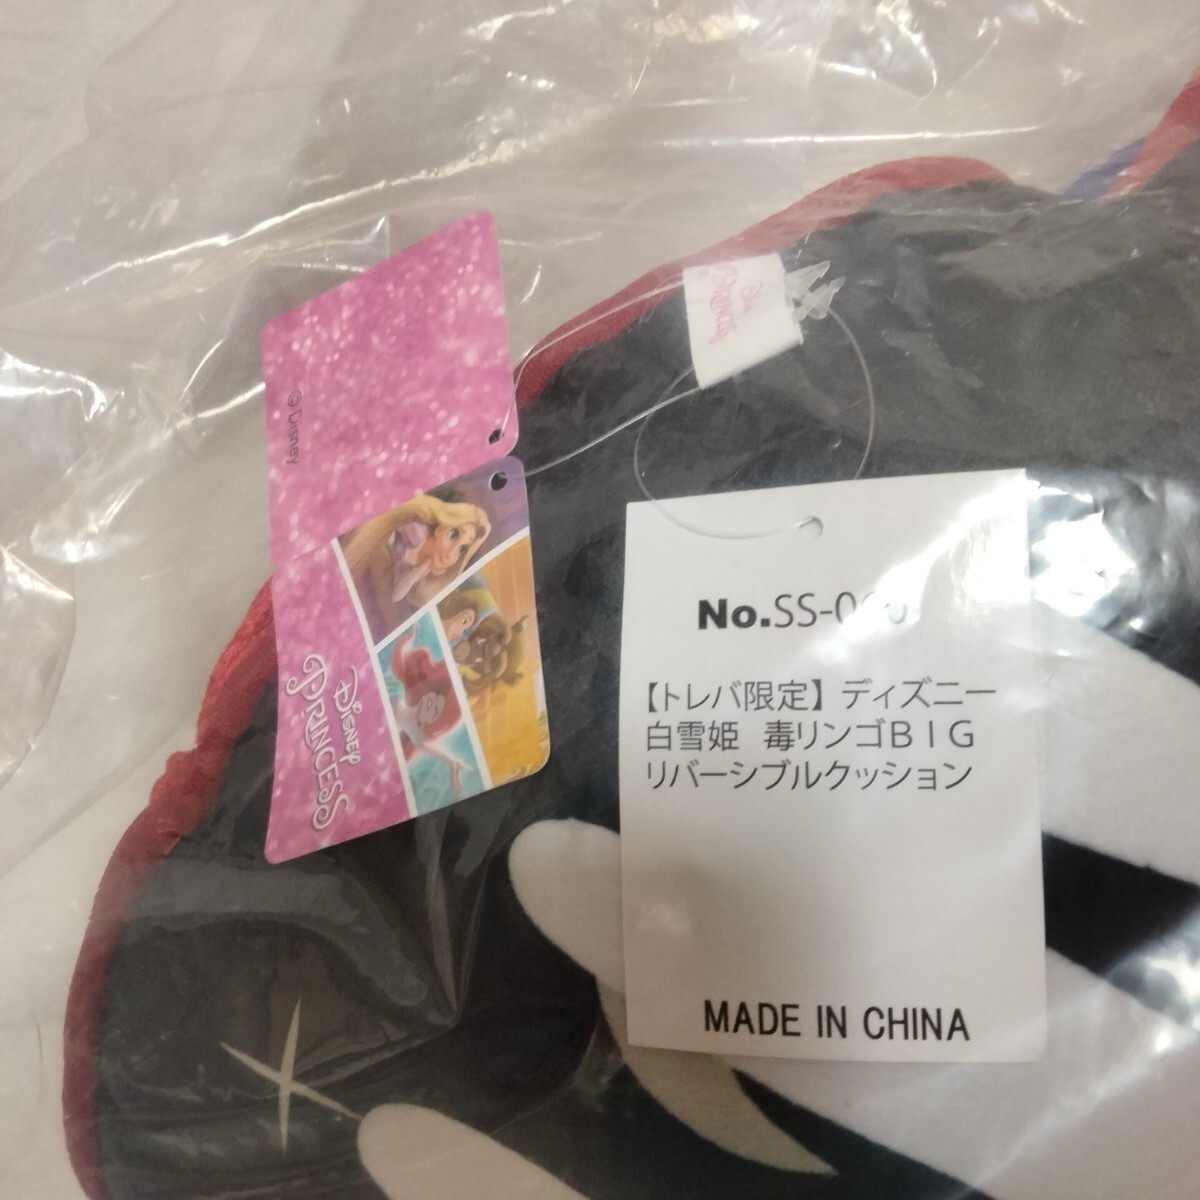 © Disney
Disney
PRINCESS
No.SS-0
【トレバ限定】ディズニー
白雪姫 毒リンゴBIG
リバーシブルクッション
MADE IN CHINA